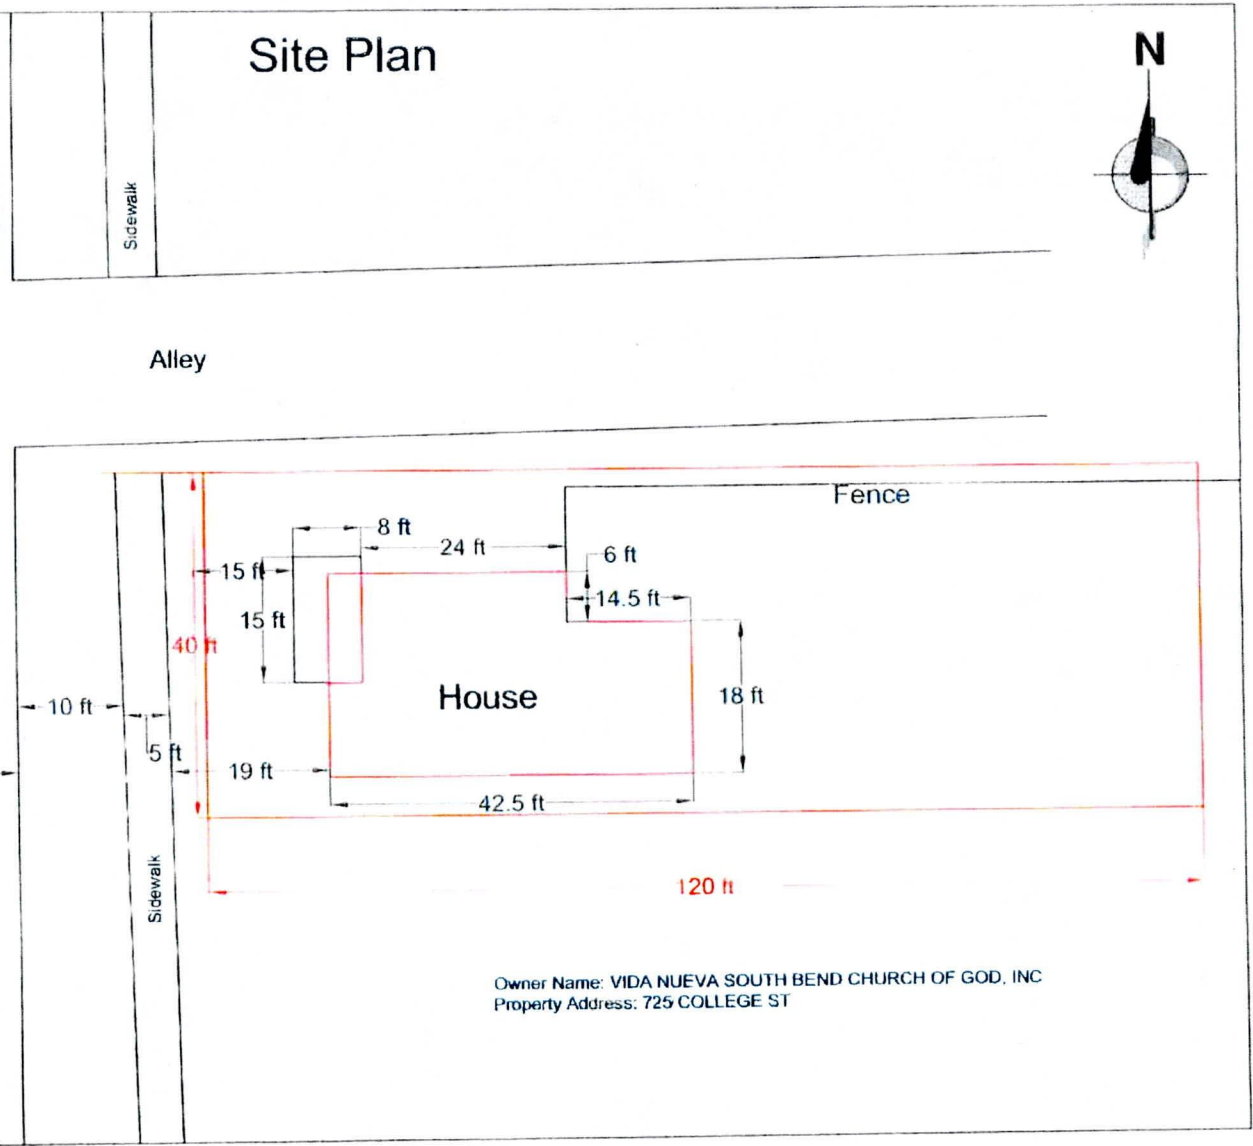 Site Plan
N
Sidewalk
Alley
Fence
8 ft
24 ft
6 ft
15 ft
14.5 ft
15 ft
40 ft
House
18 ft
10 ft
5 ft
19 ft
42.5 ft
Sidewalk
120 ft
Owner Name: VIDA NUEVA SOUTH BEND CHURCH OF GOD, INC
Property Address: 725 COLLEGE ST